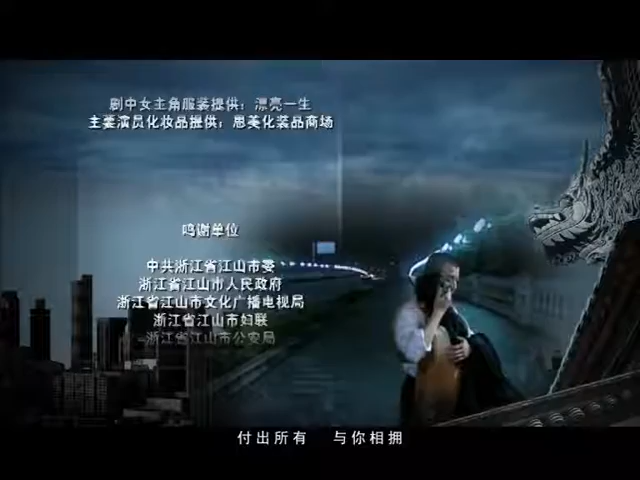 剧中女主角服装提供：漂亮一生
主要演员化妆品提供：思美化装品商场
鸣谢单位
中共浙江省江山市委
浙江省江山市人民政府
浙江省江山市文化广播电视局
浙江省江山市妇联
浙江省江山市公安局
付出所有 与你相拥